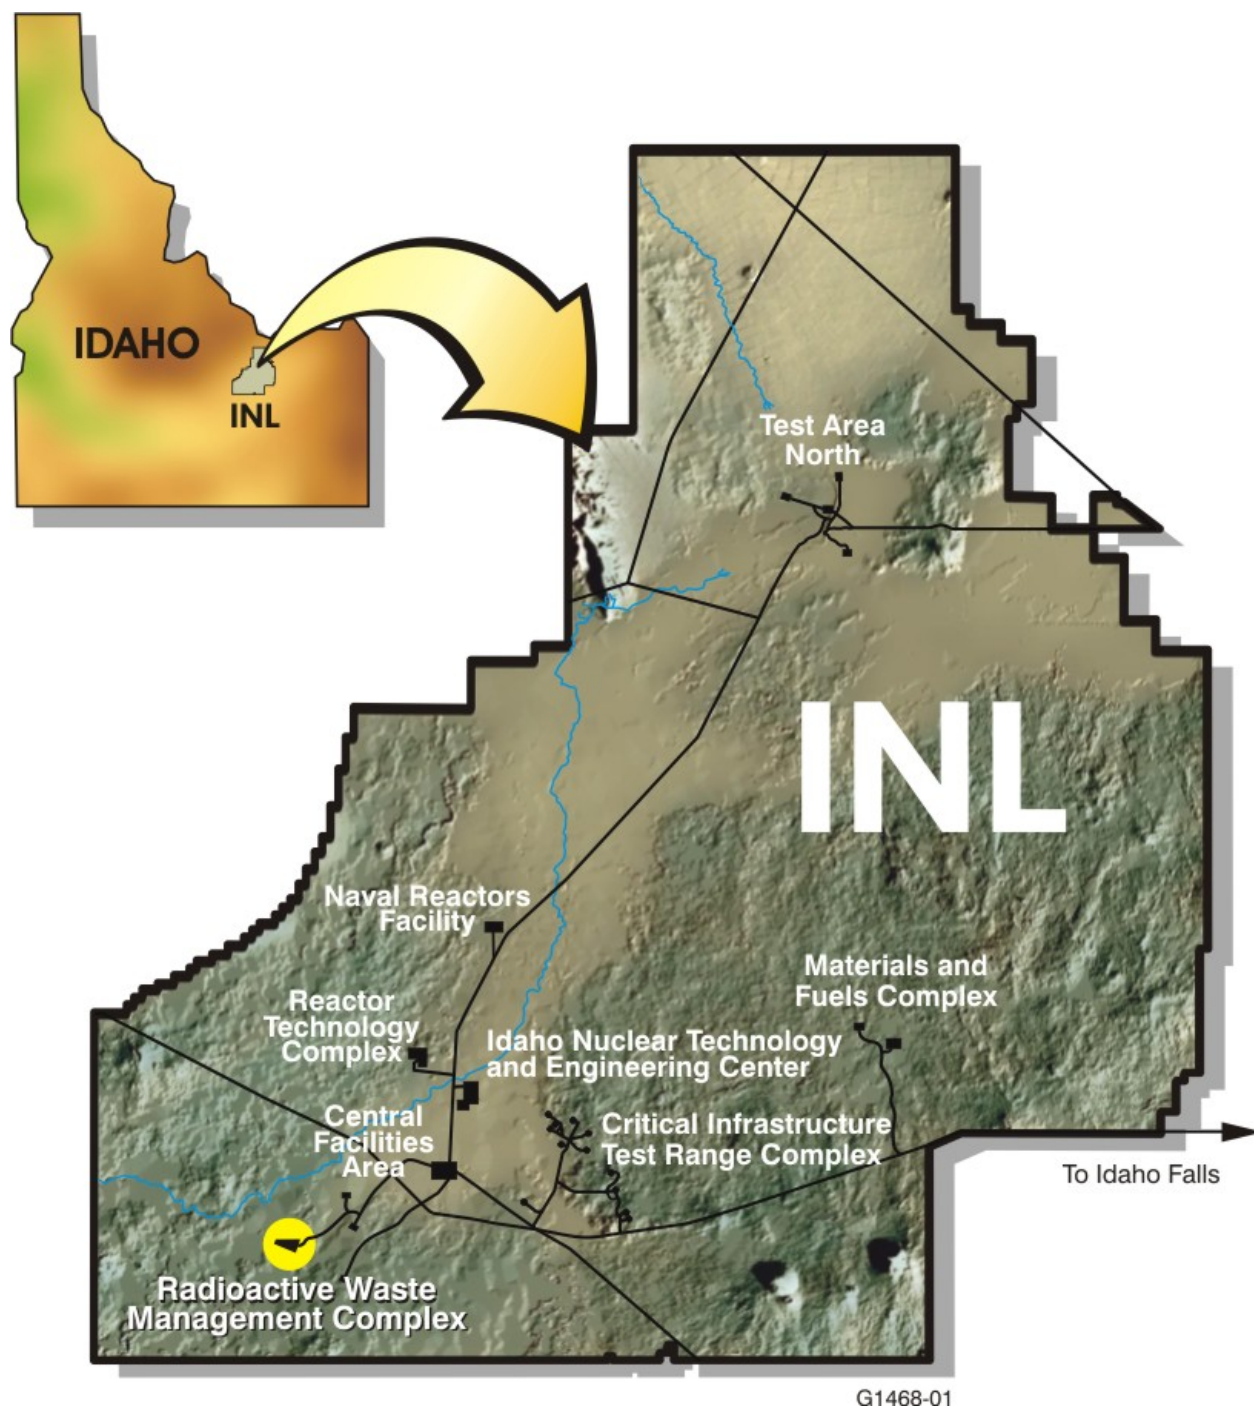 IDAHO
INL
Test Area
North
INL
Naval Reactors
Facility
Materials and
Fuels Complex
Reactor
Technology
Complex
Idaho Nuclear Technology
and Engineering Center
Central
Facilities
Area
Critical Infrastructure
Test Range Complex
To Idaho Falls
Radioactive Waste
Management Complex
G1468-01